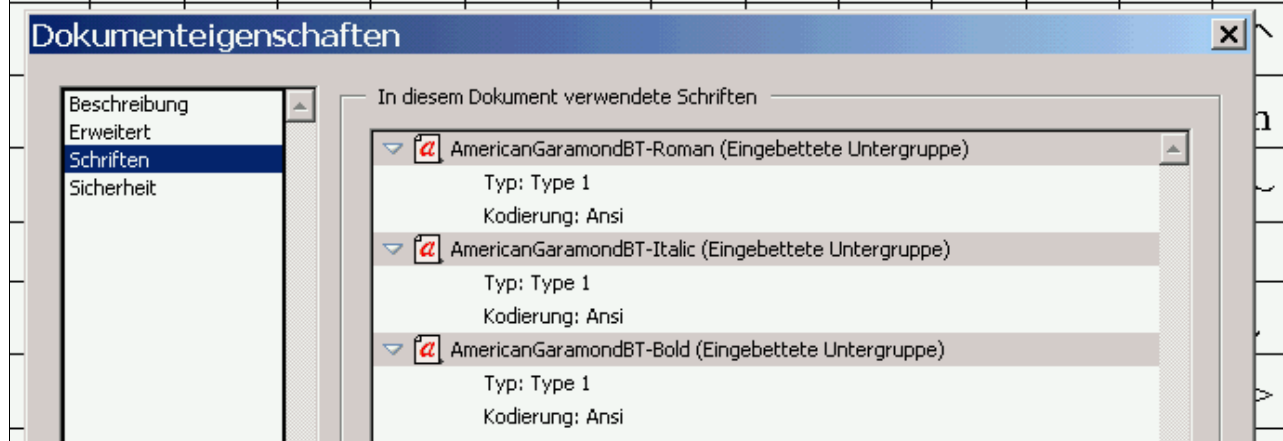 Dokumenteigenschaften
Beschreibung
Erweitert
Schriften
Sicherheit
In diesem Dokument verwendete Schriften
AmericanGaramondBT-Roman (Eingebettete Untergruppe)
Typ: Type 1
Kodierung: Ansi
AmericanGaramondBT-Italic (Eingebettete Untergruppe)
Typ: Type 1
Kodierung: Ansi
AmericanGaramondBT-Bold (Eingebettete Untergruppe)
Typ: Type 1
Kodierung: Ansi